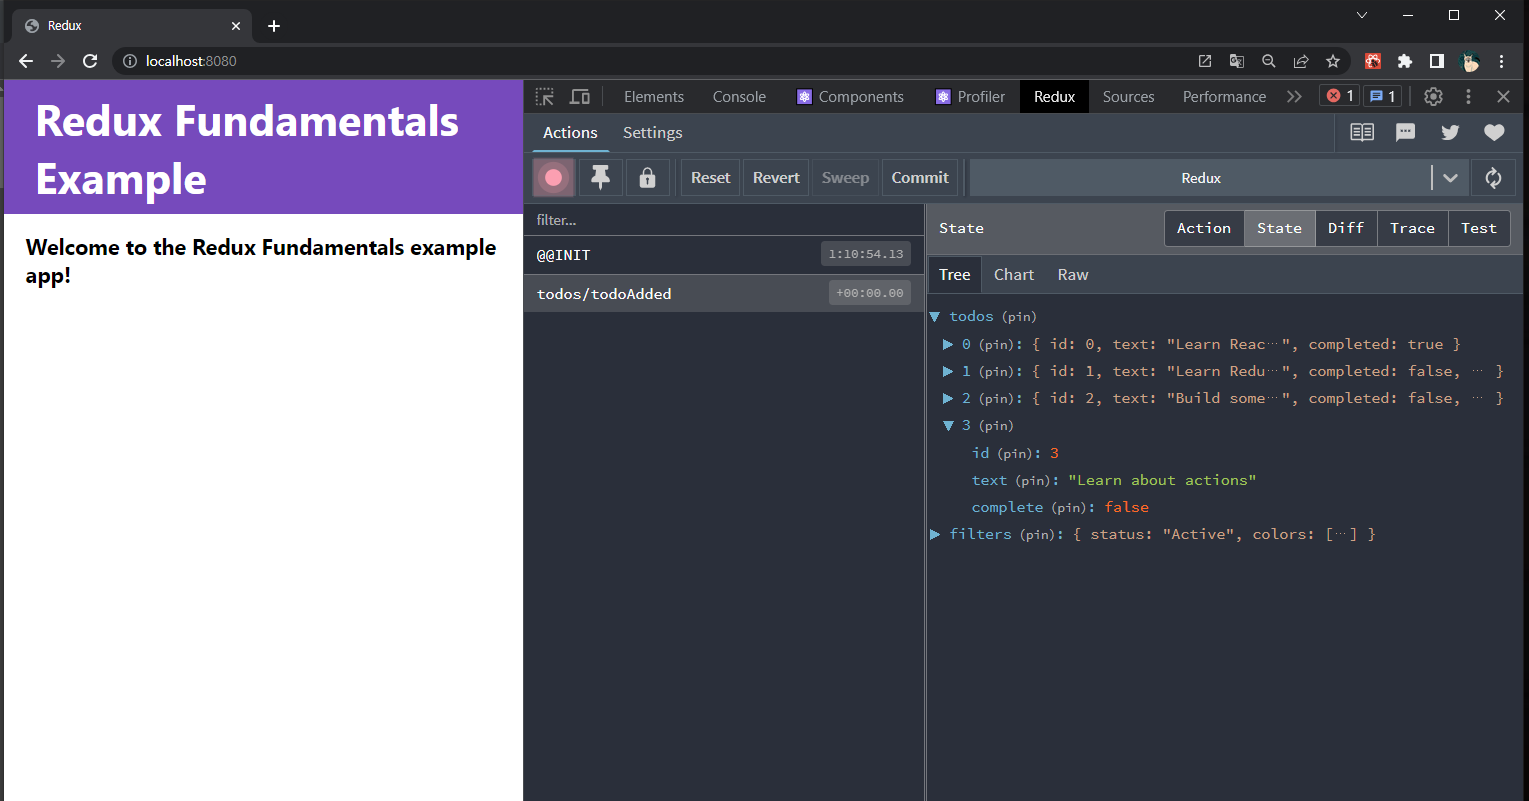 Redux
localhost:8080
Redux Fundamentals
Example
Welcome to the Redux Fundamentals example
app!
Elements Console Components Profiler Redux Sources Performance 1 1
Actions Settings
Reset Revert Sweep Commit Redux
filter...
@@INIT 1:10:54.13
todos/todoAdded +00:00.00
State Action State Diff Trace Test
Tree Chart Raw
todos (pin)
0 (pin): { id: 0, text: "Learn Reac…", completed: true }
1 (pin): { id: 1, text: "Learn Redu…", completed: false, … }
2 (pin): { id: 2, text: "Build some…", completed: false, … }
3 (pin)
id (pin): 3
text (pin): "Learn about actions"
complete (pin): false
filters (pin): { status: "Active", colors: […] }